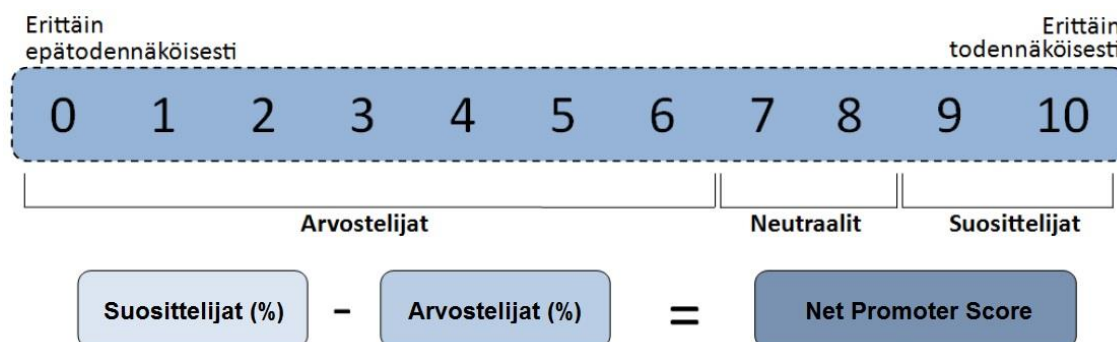 Erittäin
epätodennäköisesti
Erittäin
todennäköisesti
0 1 2 3 4 5 6 7 8 9 10
Arvostelijat Neutraalit Suosittelijat
Suosittelijat (%) - Arvostelijat (%) = Net Promoter Score